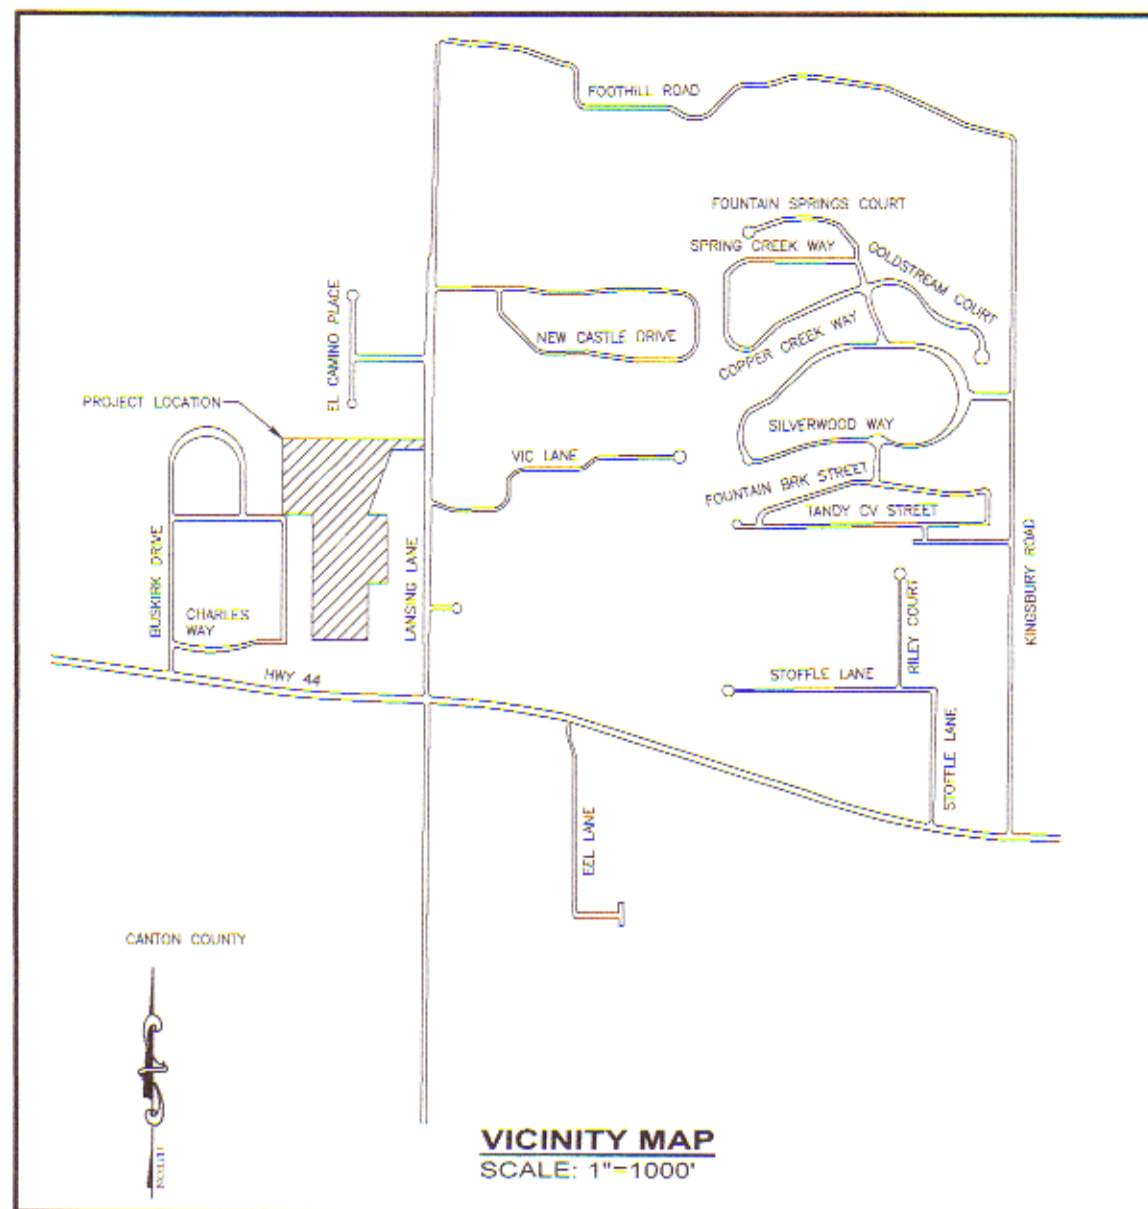 FOOTHILL ROAD
FOUNTAIN SPRINGS COURT
SPRING CREEK WAY
GOLDSTREAM COURT
EL CAMINO PLACE
NEW CASTLE DRIVE
COPPER CREEK WAY
PROJECT LOCATION
SILVERWOOD WAY
VIC LANE
FOUNTAIN BRK STREET
TANDY CV STREET
BUSKIRK DRIVE
LANSING LANE
KINGSBURY ROAD
CHARLES
WAY
RILEY COURT
HWY 44
STOFFLE LANE
STOFFLE LANE
EEL LANE
CANTON COUNTY
NORTH
VICINITY MAP
SCALE: 1"=1000'